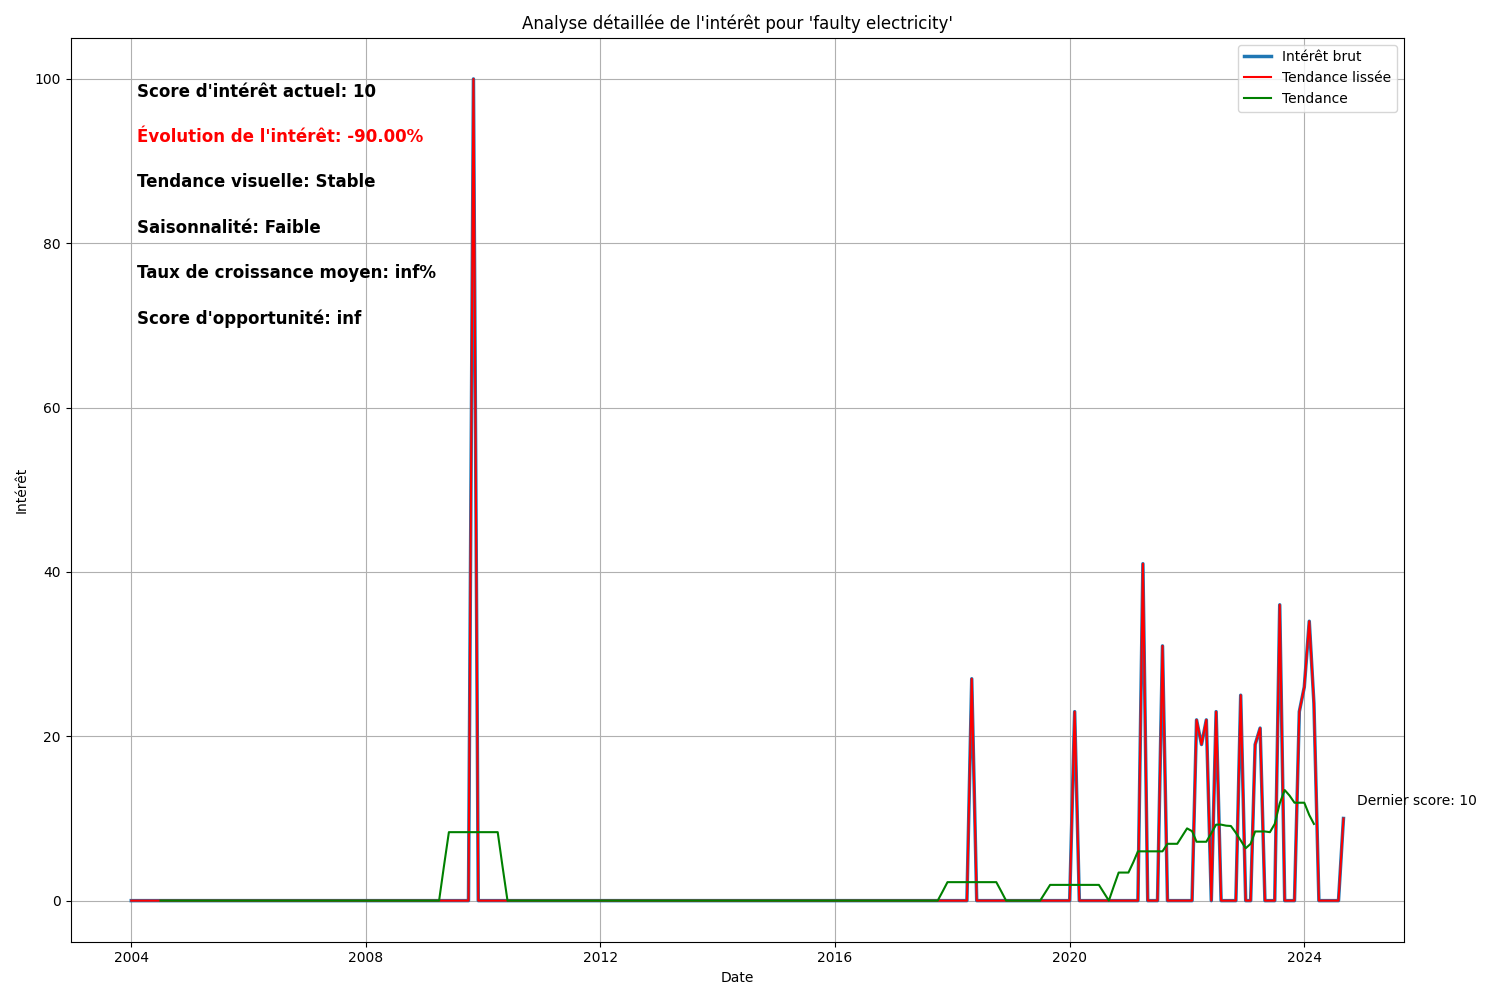 Analyse détaillée de l'intérêt pour 'faulty electricity'
Intérêt brut
Tendance lissée
Tendance
Score d'intérêt actuel: 10
Évolution de l'intérêt: -90.00%
Tendance visuelle: Stable
Saisonnalité: Faible
Taux de croissance moyen: inf%
Score d'opportunité: inf
100
80
60
40
20
0
Intérêt
Dernier score: 10
2004
2008
2012
2016
2020
2024
Date